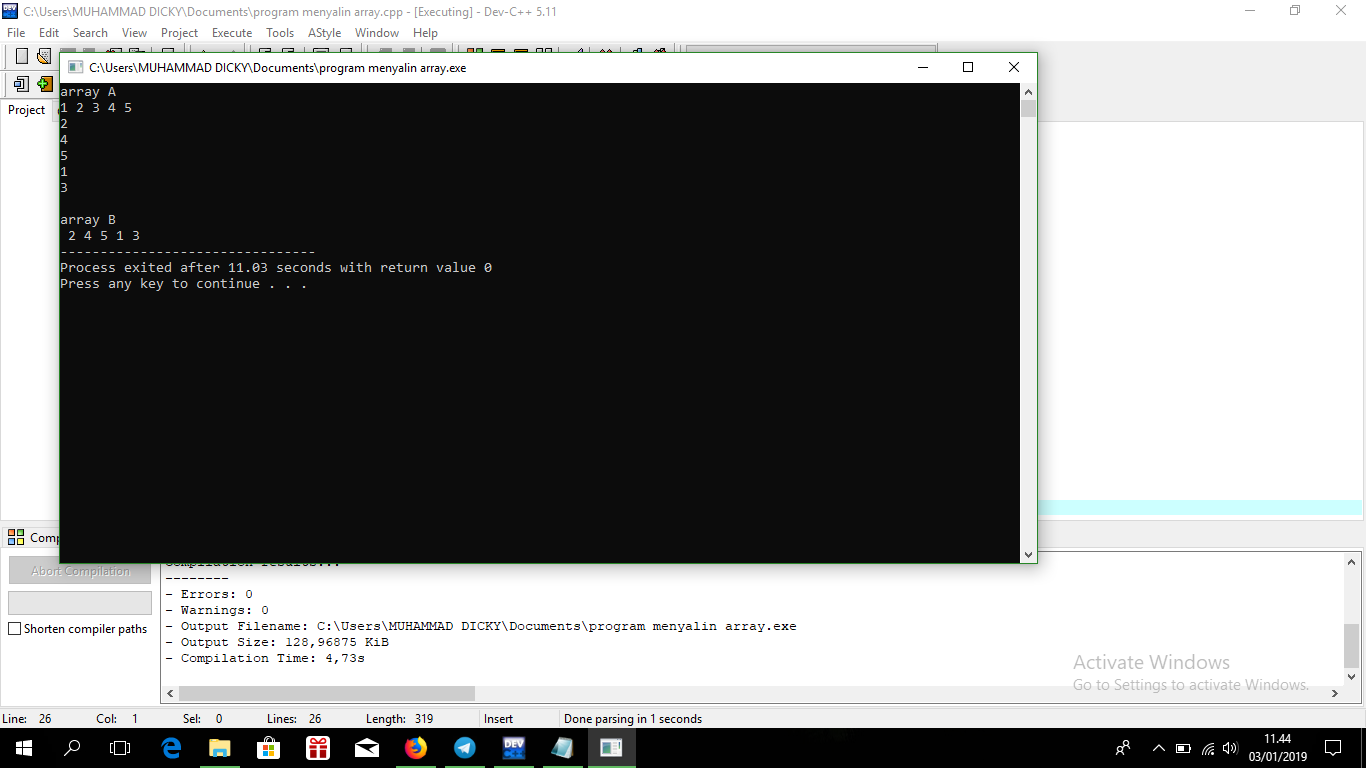 C:\Users\MUHAMMAD DICKY\Documents\program menyalin array.cpp - [Executing] - Dev-C++ 5.11
File Edit Search View Project Execute Tools AStyle Window Help
C:\Users\MUHAMMAD DICKY\Documents\program menyalin array.exe
Project
array A
1 2 3 4 5
2
4
5
1
3
array B
2 4 5 1 3
--------------------------------
Process exited after 11.03 seconds with return value 0
Press any key to continue . . .
Comp
Abort Compilation
Shorten compiler paths
Compilation results...
--------
- Errors: 0
- Warnings: 0
- Output Filename: C:\Users\MUHAMMAD DICKY\Documents\program menyalin array.exe
- Output Size: 128,96875 KiB
- Compilation Time: 4,73s
Activate Windows
Go to Settings to activate Windows.
Line: 26 Col: 1 Sel: 0 Lines: 26 Length: 319 Insert Done parsing in 1 seconds
DEV
11.44
03/01/2019